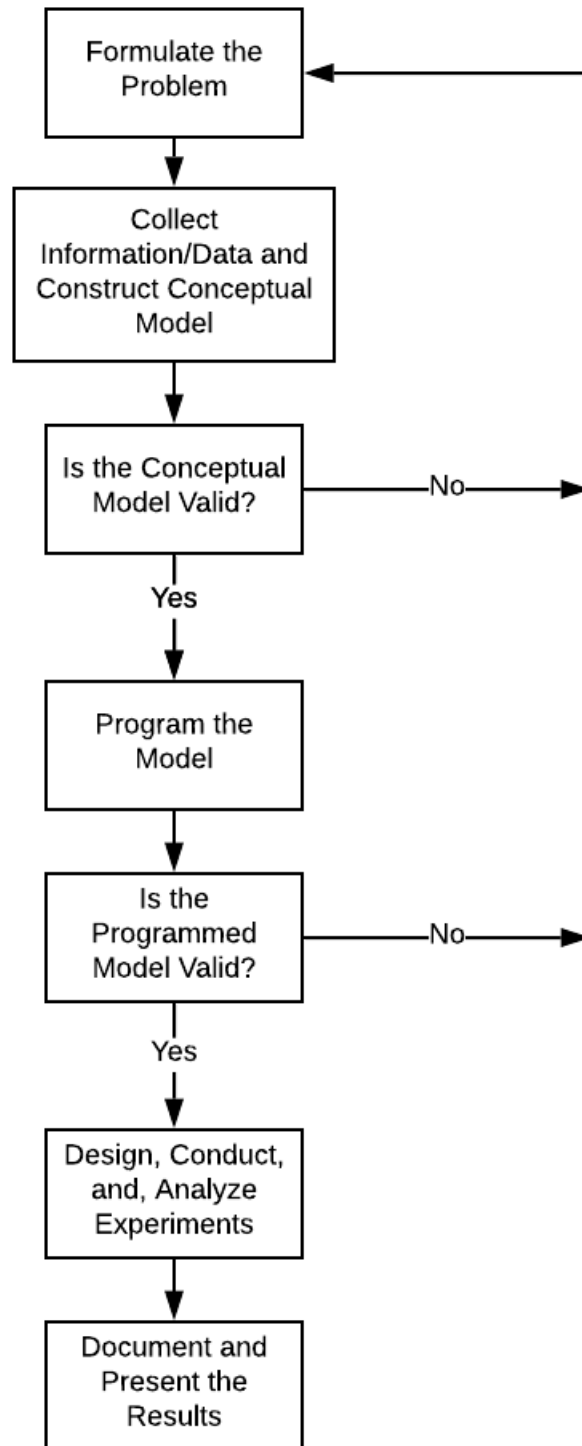 Formulate the
Problem
Collect
Information/Data and
Construct Conceptual
Model
Is the Conceptual
Model Valid?
No
Yes
Program the
Model
Is the
Programmed
Model Valid?
No
Yes
Design, Conduct,
and, Analyze
Experiments
Document and
Present the
Results